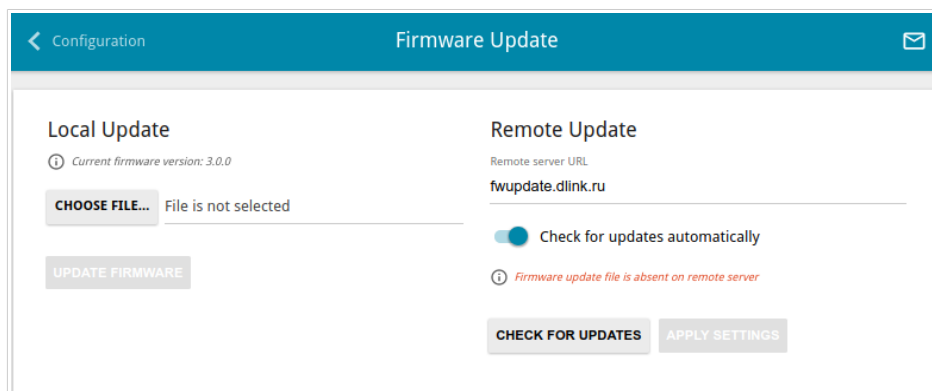 Configuration
Firmware Update
Local Update
Current firmware version: 3.0.0
CHOOSE FILE... File is not selected
UPDATE FIRMWARE
Remote Update
Remote server URL
fwupdate.dlink.ru
Check for updates automatically
Firmware update file is absent on remote server
CHECK FOR UPDATES APPLY SETTINGS